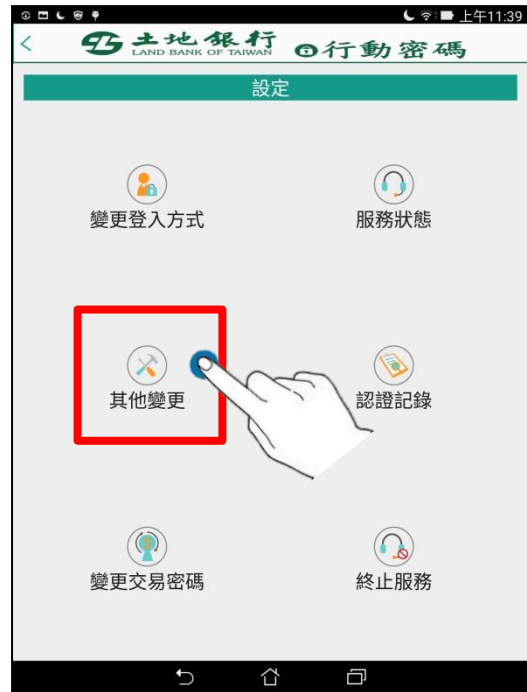 上午11:39
土地銀行
LAND BANK OF TAIWAN
行動密碼
設定
變更登入方式
服務狀態
其他變更
認證記錄
變更交易密碼
終止服務